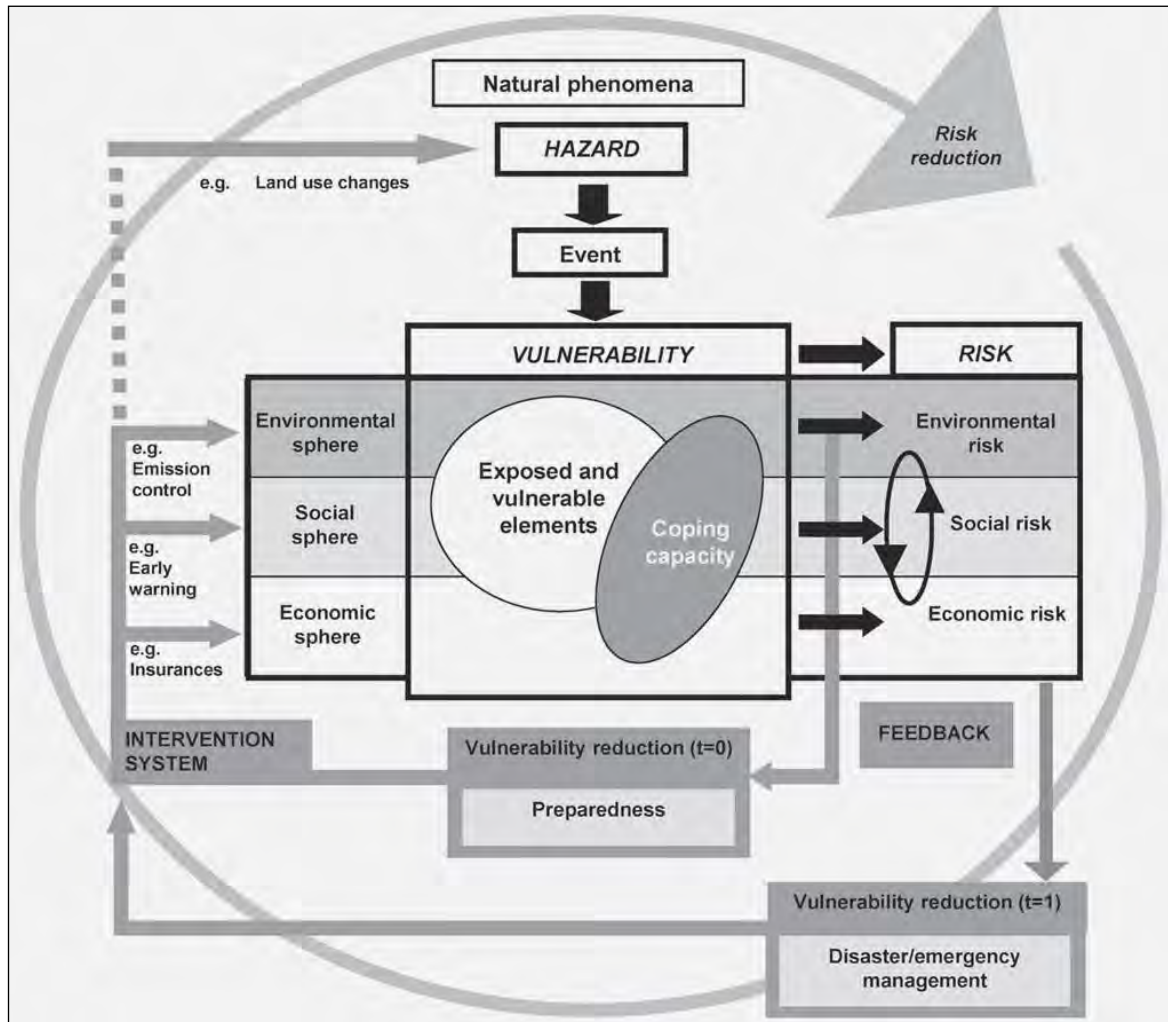 Natural phenomena
HAZARD
Risk
reduction
e.g. Land use changes
Event
VULNERABILITY
RISK
Environmental
sphere
Environmental
risk
e.g.
Emission
control
Exposed and
vulnerable
elements
Social
sphere
Coping
capacity
Social risk
e.g.
Early
warning
Economic
sphere
Economic risk
e.g.
Insurances
INTERVENTION
SYSTEM
Vulnerability reduction (t=0)
Preparedness
FEEDBACK
Vulnerability reduction (t=1)
Disaster/emergency
management